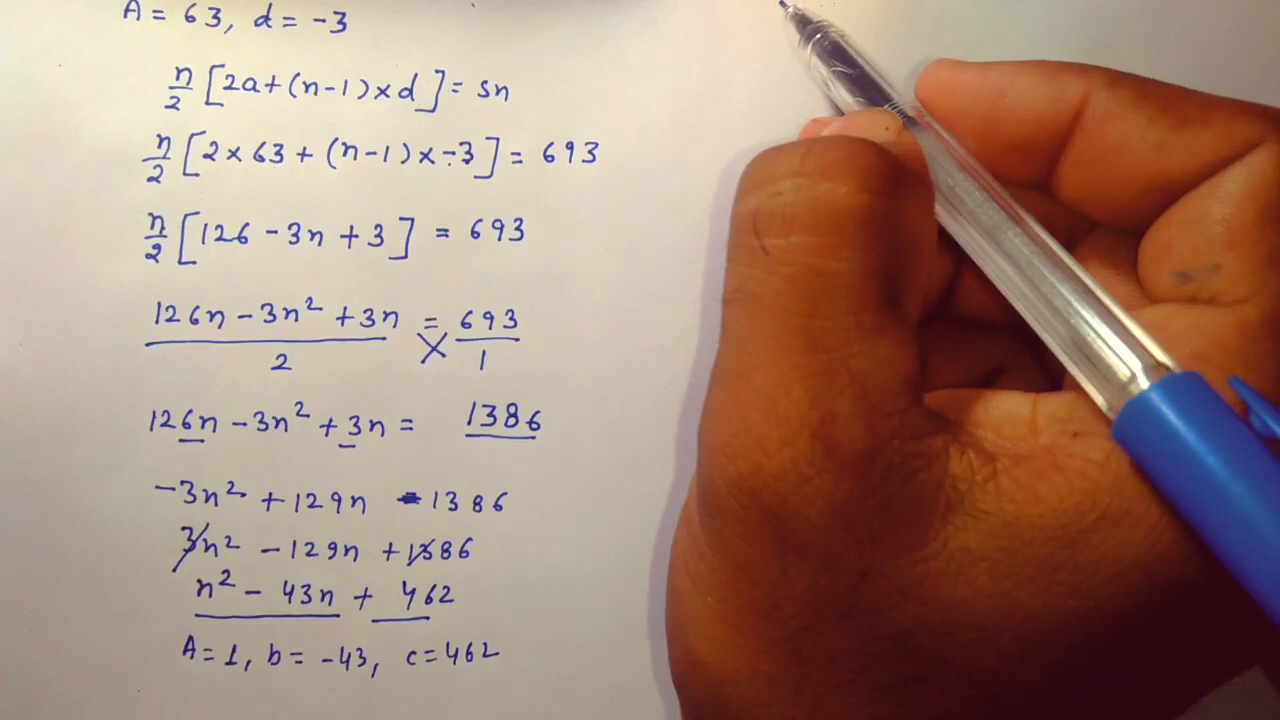 A = 63, d = -3
n/2 [2a+(n-1)×d] = sn
n/2 [2×63+(n-1)×-3] = 693
n/2 [126-3n+3] = 693
126n-3n²+3n/2 = 693/1
126n-3n²+3n = 1386
-3n²+129n -1386
3n²-129n+1386
n²-43n+462
A=1, b=-43, c=462